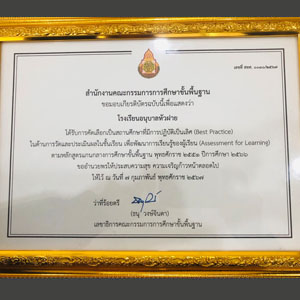 สำนักงานคณะกรรมการการศึกษาขั้นพื้นฐาน
ขอมอบเกียรติบัตรฉบับนี้เพื่อแสดงว่า
โรงเรียนอนุบาลหัวฝาย
ได้รับการคัดเลือกเป็นสถานศึกษาที่มีการปฏิบัติเป็นเลิศ (Best Practice)
ในด้านการวัดและประเมินผลในชั้นเรียน เพื่อพัฒนาการเรียนรู้ของผู้เรียน (Assessment for Learning)
ตามหลักสูตรแกนกลางการศึกษาขั้นพื้นฐาน พุทธศักราช ๒๕๕๑ ปีการศึกษา ๒๕๖๖
ขออำนวยพรให้ประสบความสุข ความเจริญก้าวหน้าตลอดไป
ให้ไว้ ณ วันที่ ๗ กุมภาพันธ์ พุทธศักราช ๒๕๖๗
ว่าที่ร้อยตรี
(ธนุ วงษ์จินดา)
เลขาธิการคณะกรรมการการศึกษาขั้นพื้นฐาน